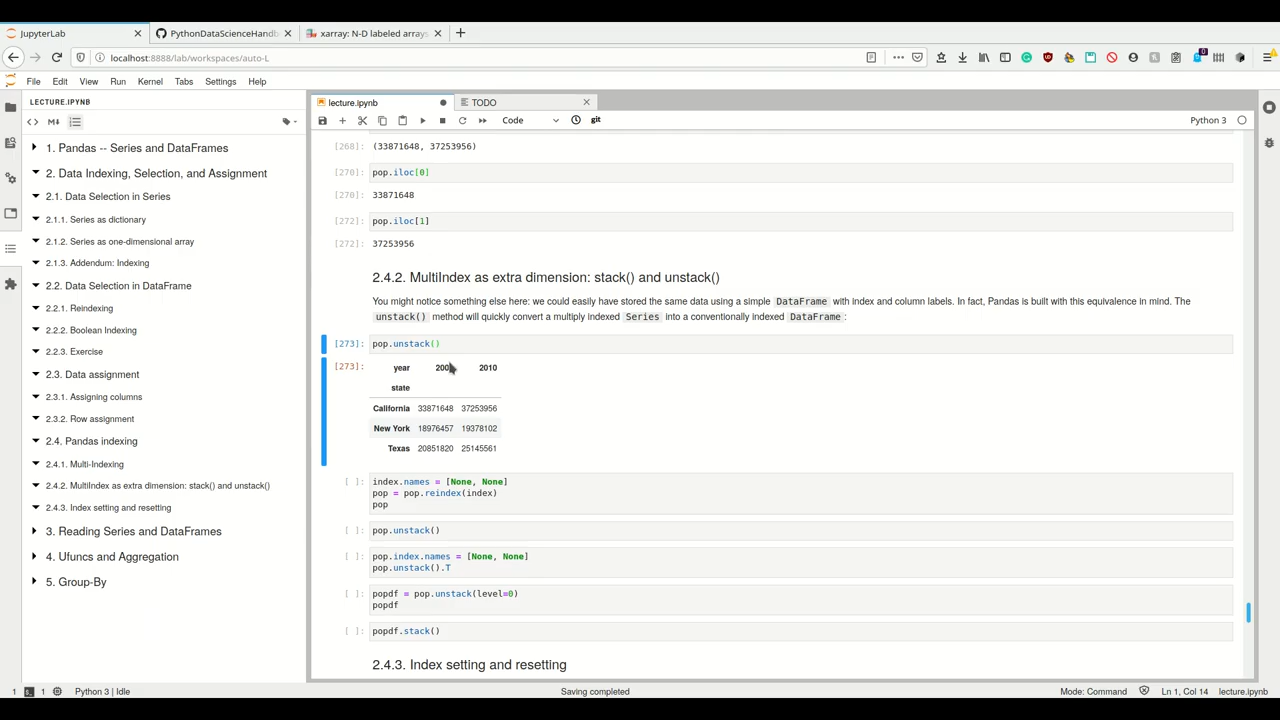 JupyterLab
PythonDataScienceHandb
xarray: N-D labeled arrays
localhost:8888/lab/workspaces/auto-L
File Edit View Run Kernel Tabs Settings Help
LECTURE.IPYNB
1. Pandas -- Series and DataFrames
2. Data Indexing, Selection, and Assignment
2.1. Data Selection in Series
2.1.1. Series as dictionary
2.1.2. Series as one-dimensional array
2.1.3. Addendum: Indexing
2.2. Data Selection in DataFrame
2.2.1. Reindexing
2.2.2. Boolean Indexing
2.2.3. Exercise
2.3. Data assignment
2.3.1. Assigning columns
2.3.2. Row assignment
2.4. Pandas indexing
2.4.1. Multi-Indexing
2.4.2. MultiIndex as extra dimension: stack() and unstack()
2.4.3. Index setting and resetting
3. Reading Series and DataFrames
4. Ufuncs and Aggregation
5. Group-By
lecture.ipynb
TODO
Code git Python 3
[268]: (33871648, 37253956)
[270]: pop.iloc[0]
[270]: 33871648
[272]: pop.iloc[1]
[272]: 37253956
2.4.2. MultiIndex as extra dimension: stack() and unstack()
You might notice something else here: we could easily have stored the same data using a simple DataFrame with index and column labels. In fact, Pandas is built with this equivalence in mind. The
unstack() method will quickly convert a multiply indexed Series into a conventionally indexed DataFrame:
[273]: pop.unstack()
[273]: year 200 2010
state
California 33871648 37253956
New York 18976457 19378102
Texas 20851820 25145561
[ ]: index.names = [None, None]
pop = pop.reindex(index)
pop
[ ]: pop.unstack()
[ ]: pop.index.names = [None, None]
pop.unstack().T
[ ]: popdf = pop.unstack(level=0)
popdf
[ ]: popdf.stack()
2.4.3. Index setting and resetting
1 1 Python 3 | Idle Saving completed Mode: Command Ln 1, Col 14 lecture.ipynb